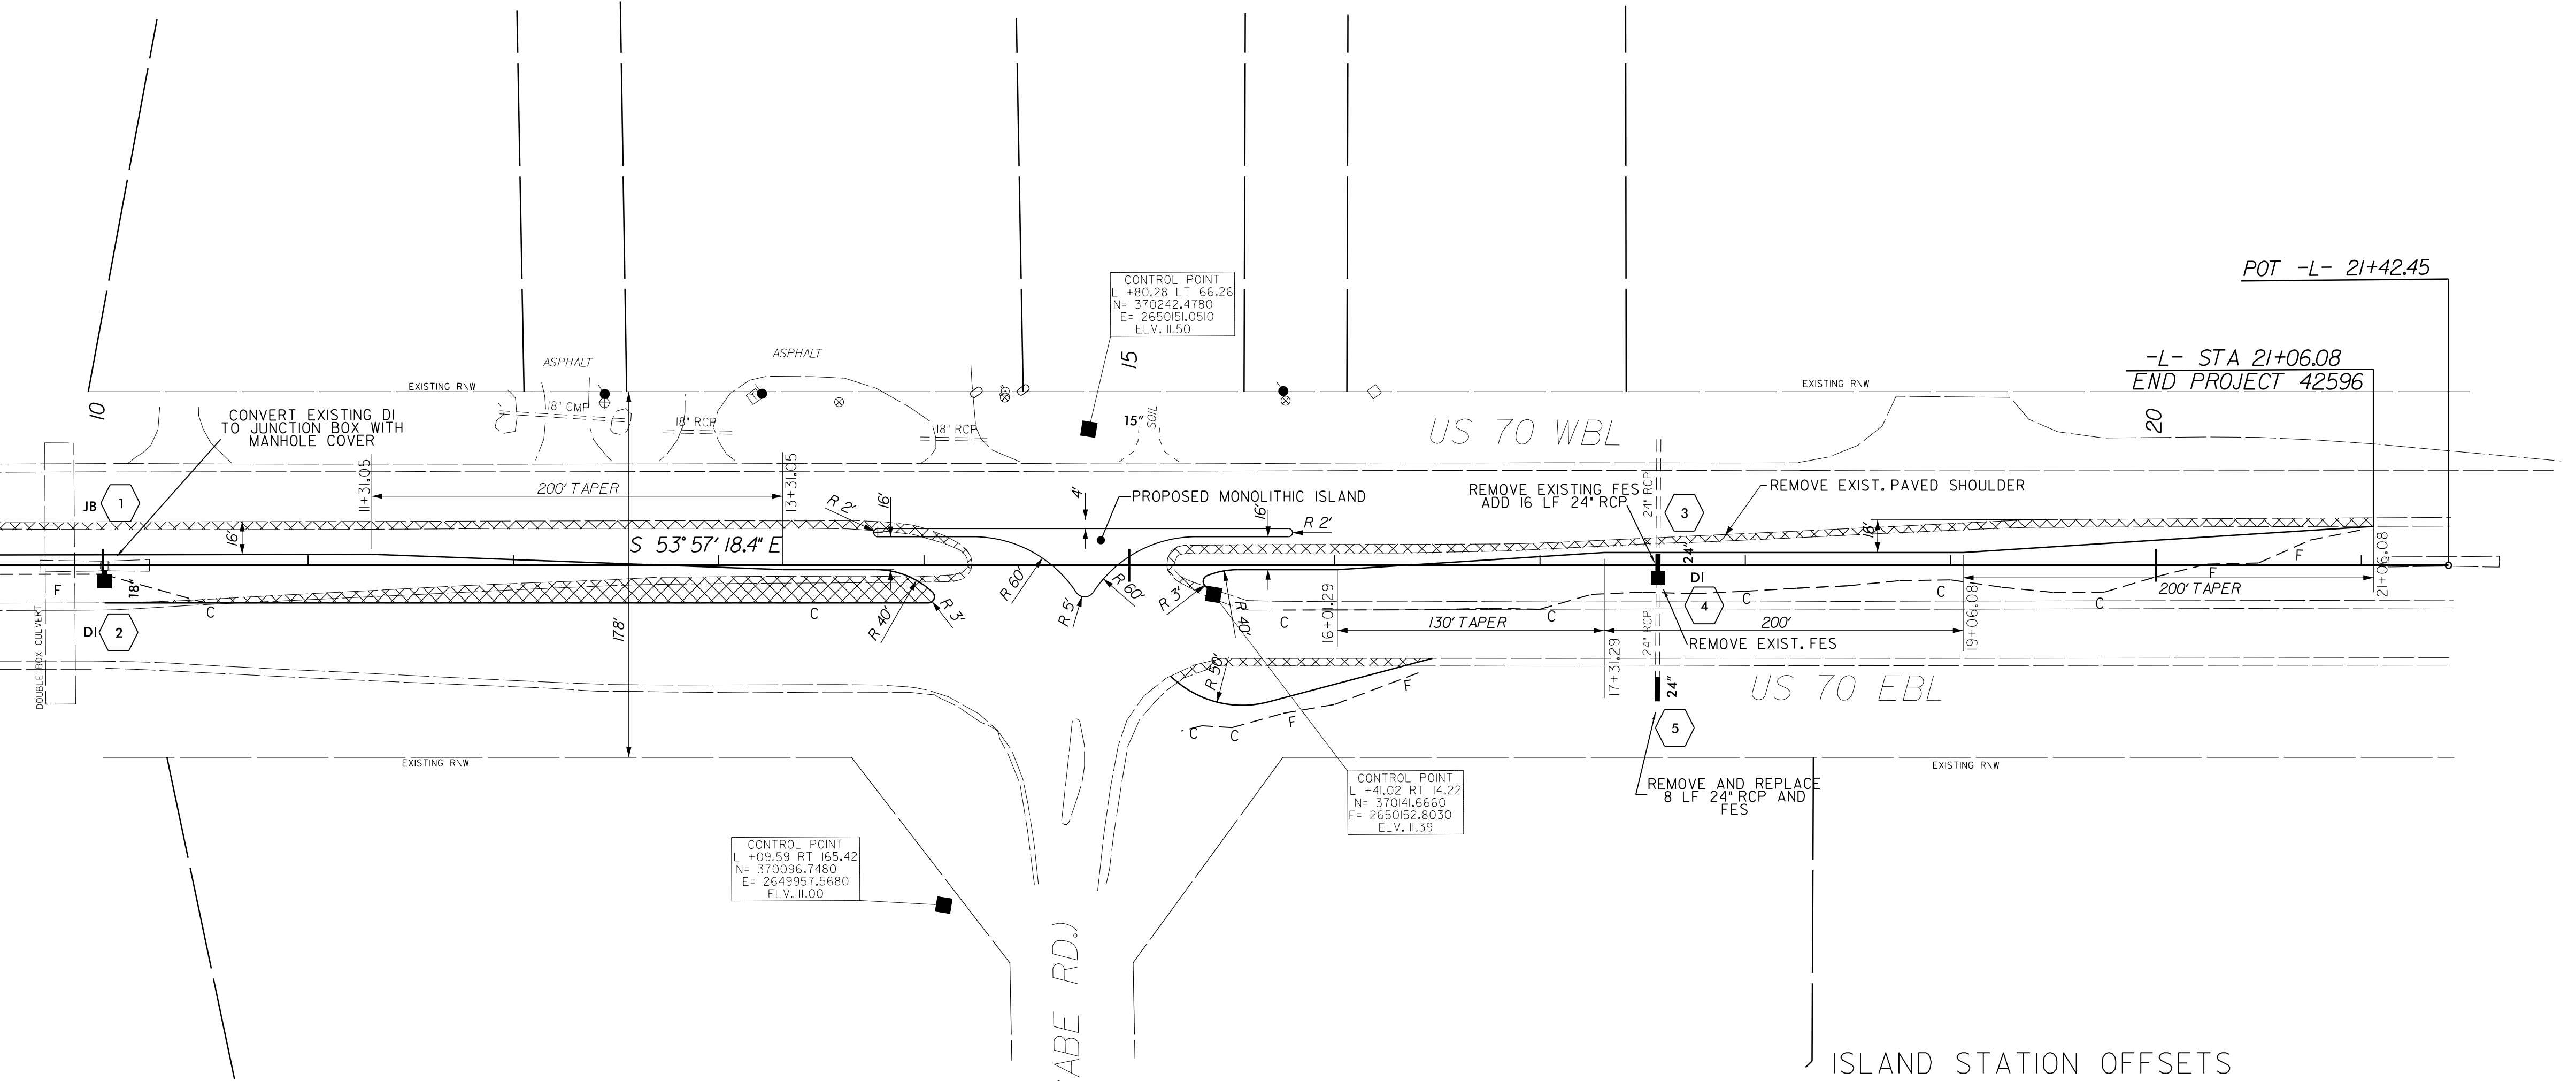 POT -L- 21+42.45
-L- STA 21+06.08
END PROJECT 42596
CONTROL POINT
L +80.28 LT 66.26
N= 370242.4780
E= 2650151.0510
ELV. 11.50
15
ASPHALT
ASPHALT
EXISTING R\W
EXISTING R\W
10
CONVERT EXISTING DI
TO JUNCTION BOX WITH
MANHOLE COVER
18" CMP
18" RCP
18" RCP
15"
SOIL
US 70 WBL
20
11+31.05
200' TAPER
13+31.05
JB
1
R 2'
16'
4'
PROPOSED MONOLITHIC ISLAND
16'
R 2'
REMOVE EXISTING FES
ADD 16 LF 24" RCP
24" RCP
3
REMOVE EXIST. PAVED SHOULDER
16'
16'
S 53° 57' 18.4" E
F
18"
C
DI
2
DOUBLE BOX CULVERT
178'
C
R 40'
R 3'
R 60'
R 5'
R 60'
R 3'
R 40'
C
16+01.29
130' TAPER
C
24"
DI
4
C
C
C
F
F
200' TAPER
21+06.08
17+31.29
200'
19+06.08
24" RCP
REMOVE EXIST. FES
R 50'
F
F
C
C
24"
5
US 70 EBL
EXISTING R\W
EXISTING R\W
REMOVE AND REPLACE
8 LF 24" RCP AND
FES
CONTROL POINT
L +41.02 RT 14.22
N= 370141.6660
E= 2650152.8030
ELV. 11.39
CONTROL POINT
L +09.59 RT 165.42
N= 370096.7480
E= 2649957.5680
ELV. 11.00
ABE RD.)
ISLAND STATION OFFSETS